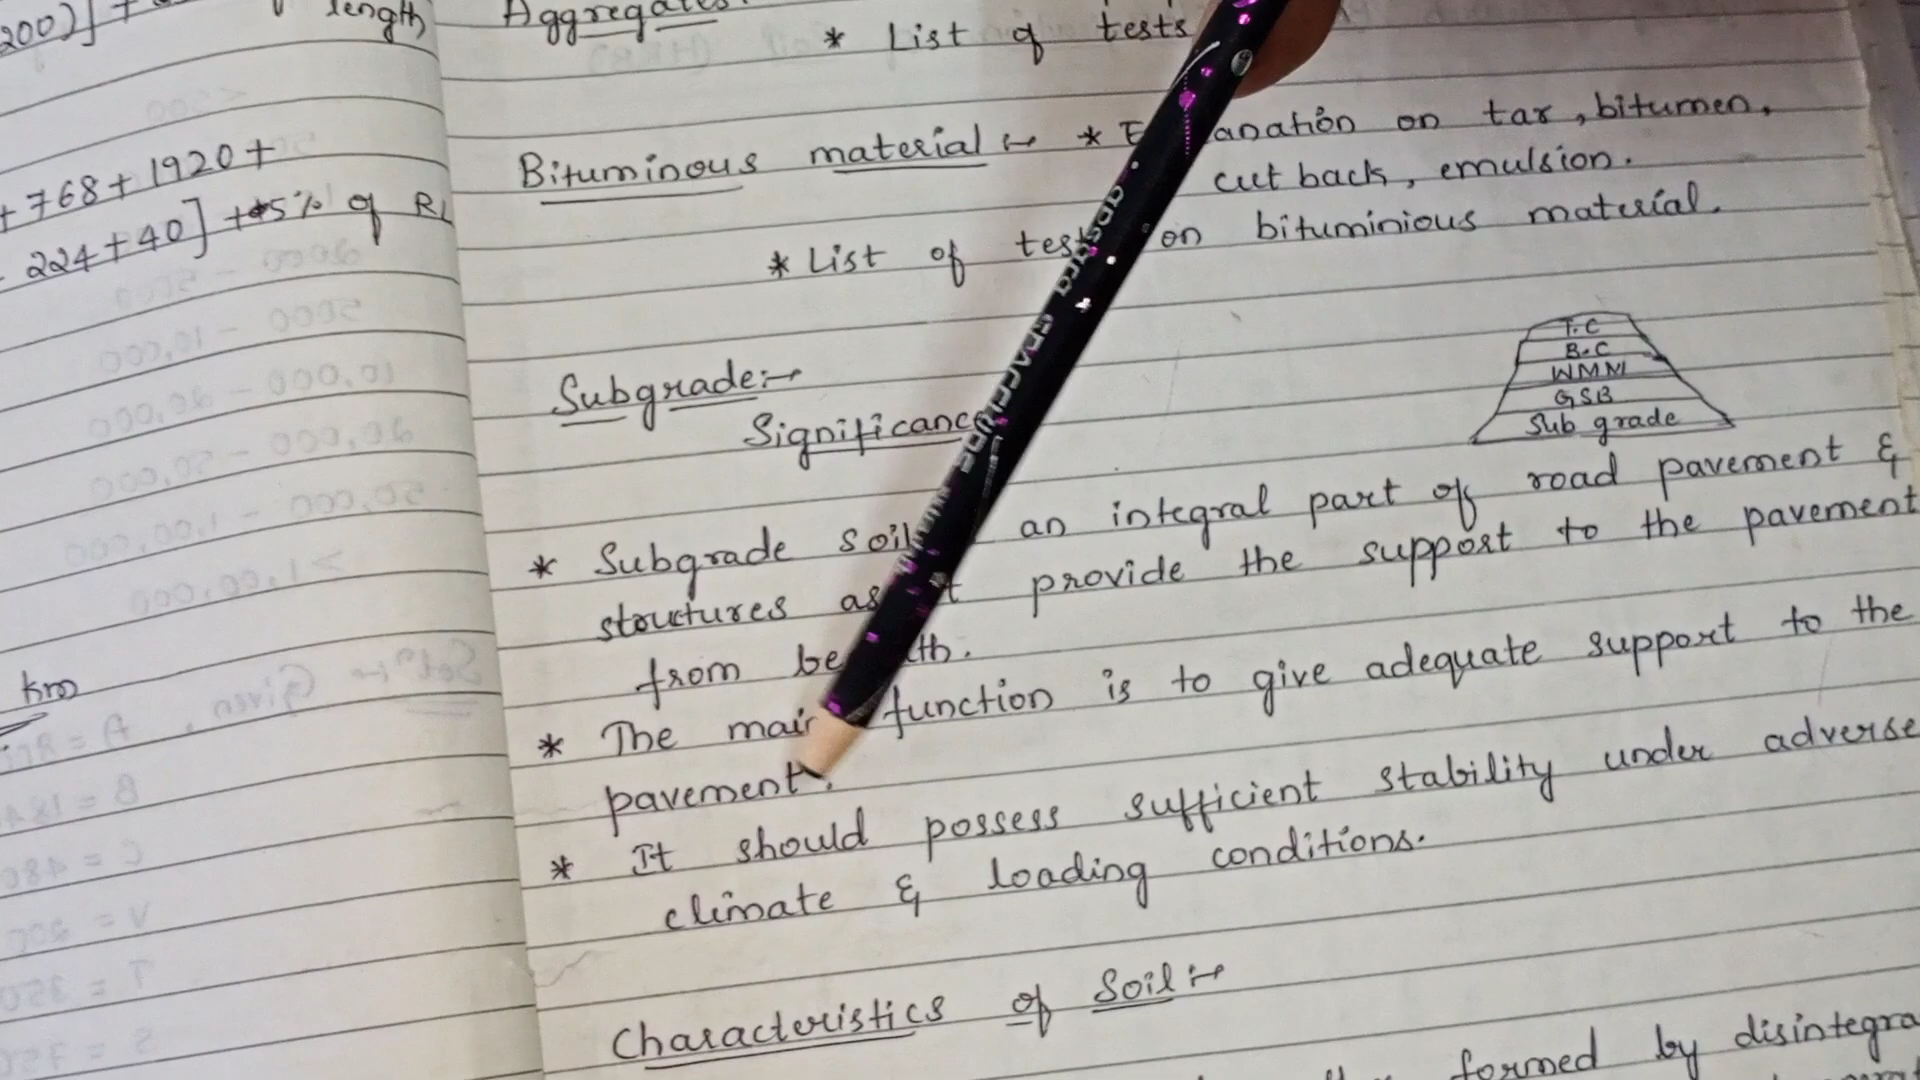 200)] +
length
+ 768 + 1920 +
224 + 40] + 5% of RL
Km
Aggregates
* List of tests
Bituminous material :- * E anation on tar, bitumen,
cut back, emulsion.
* List of tests on bituminious material.
T.C
B.C
WMM
GSB
Sub grade
Subgrade :-
Significance
* Subgrade soil an integral part of road pavement &
structures as it provide the support to the pavement
from be th.
* The main function is to give adequate support to the
pavement.
* It should possess sufficient stability under adverse
climate & loading conditions.
Characteristics of Soil :-
formed by disintegra
apsara